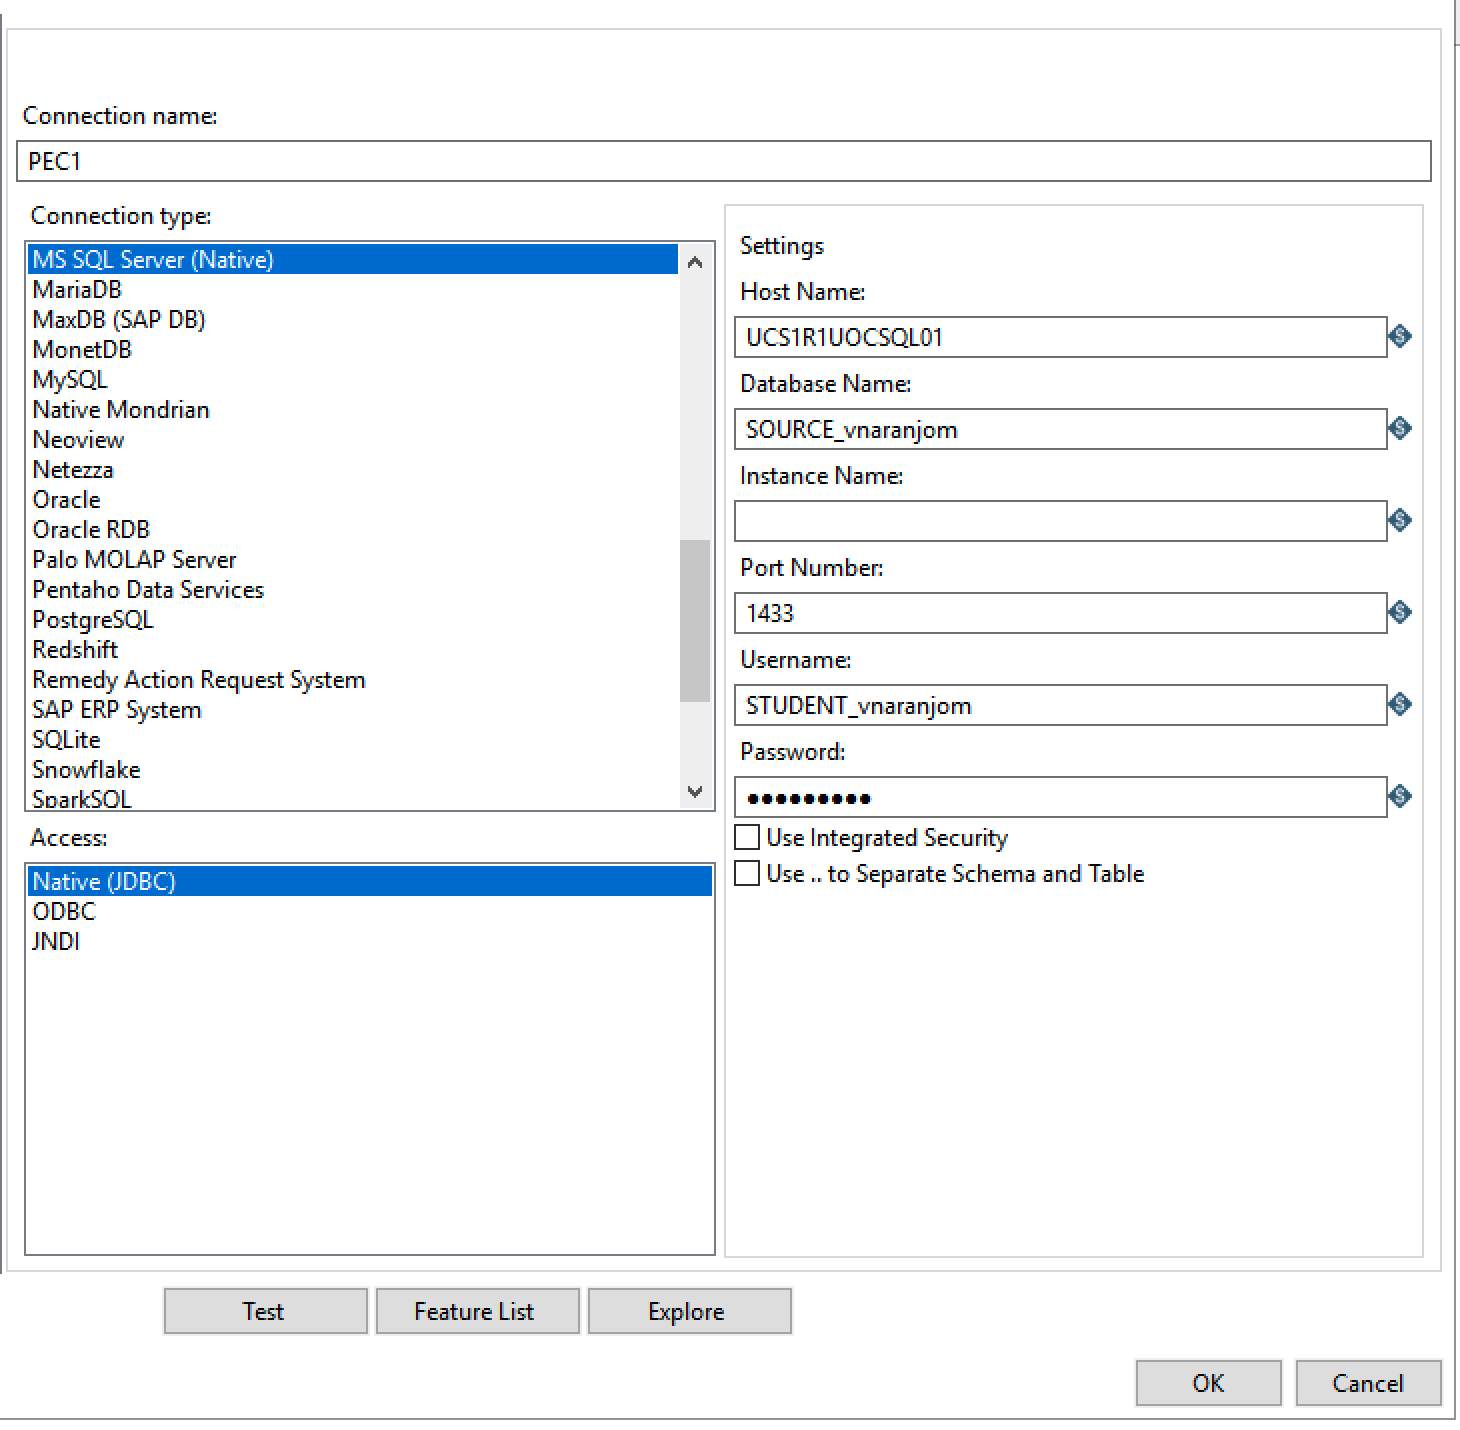 Connection name:
PEC1
Connection type:
MS SQL Server (Native)
MariaDB
MaxDB (SAP DB)
MonetDB
MySQL
Native Mondrian
Neoview
Netezza
Oracle
Oracle RDB
Palo MOLAP Server
Pentaho Data Services
PostgreSQL
Redshift
Remedy Action Request System
SAP ERP System
SQLite
Snowflake
SparkSQL
Access:
Native (JDBC)
ODBC
JNDI
Settings
Host Name:
UCS1R1UOCSQL01
Database Name:
SOURCE_vnaranjom
Instance Name:
Port Number:
1433
Username:
STUDENT_vnaranjom
Password:
●●●●●●●●●
Use Integrated Security
Use .. to Separate Schema and Table
Test
Feature List
Explore
OK
Cancel